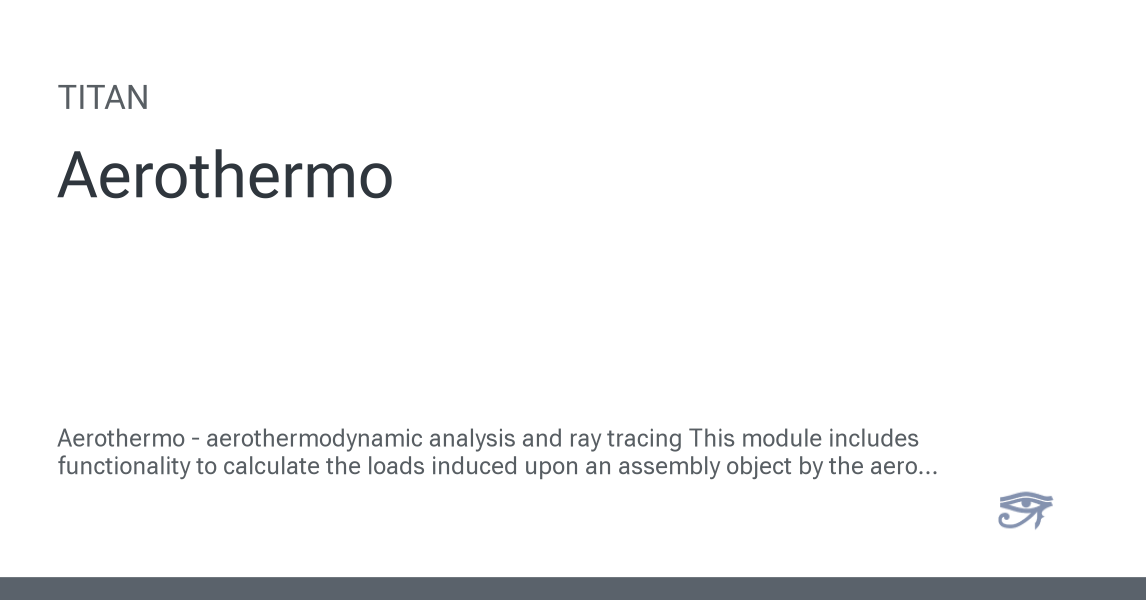 TITAN
Aerothermo
Aerothermo - aerothermodynamic analysis and ray tracing This module includes
functionality to calculate the loads induced upon an assembly object by the aero...